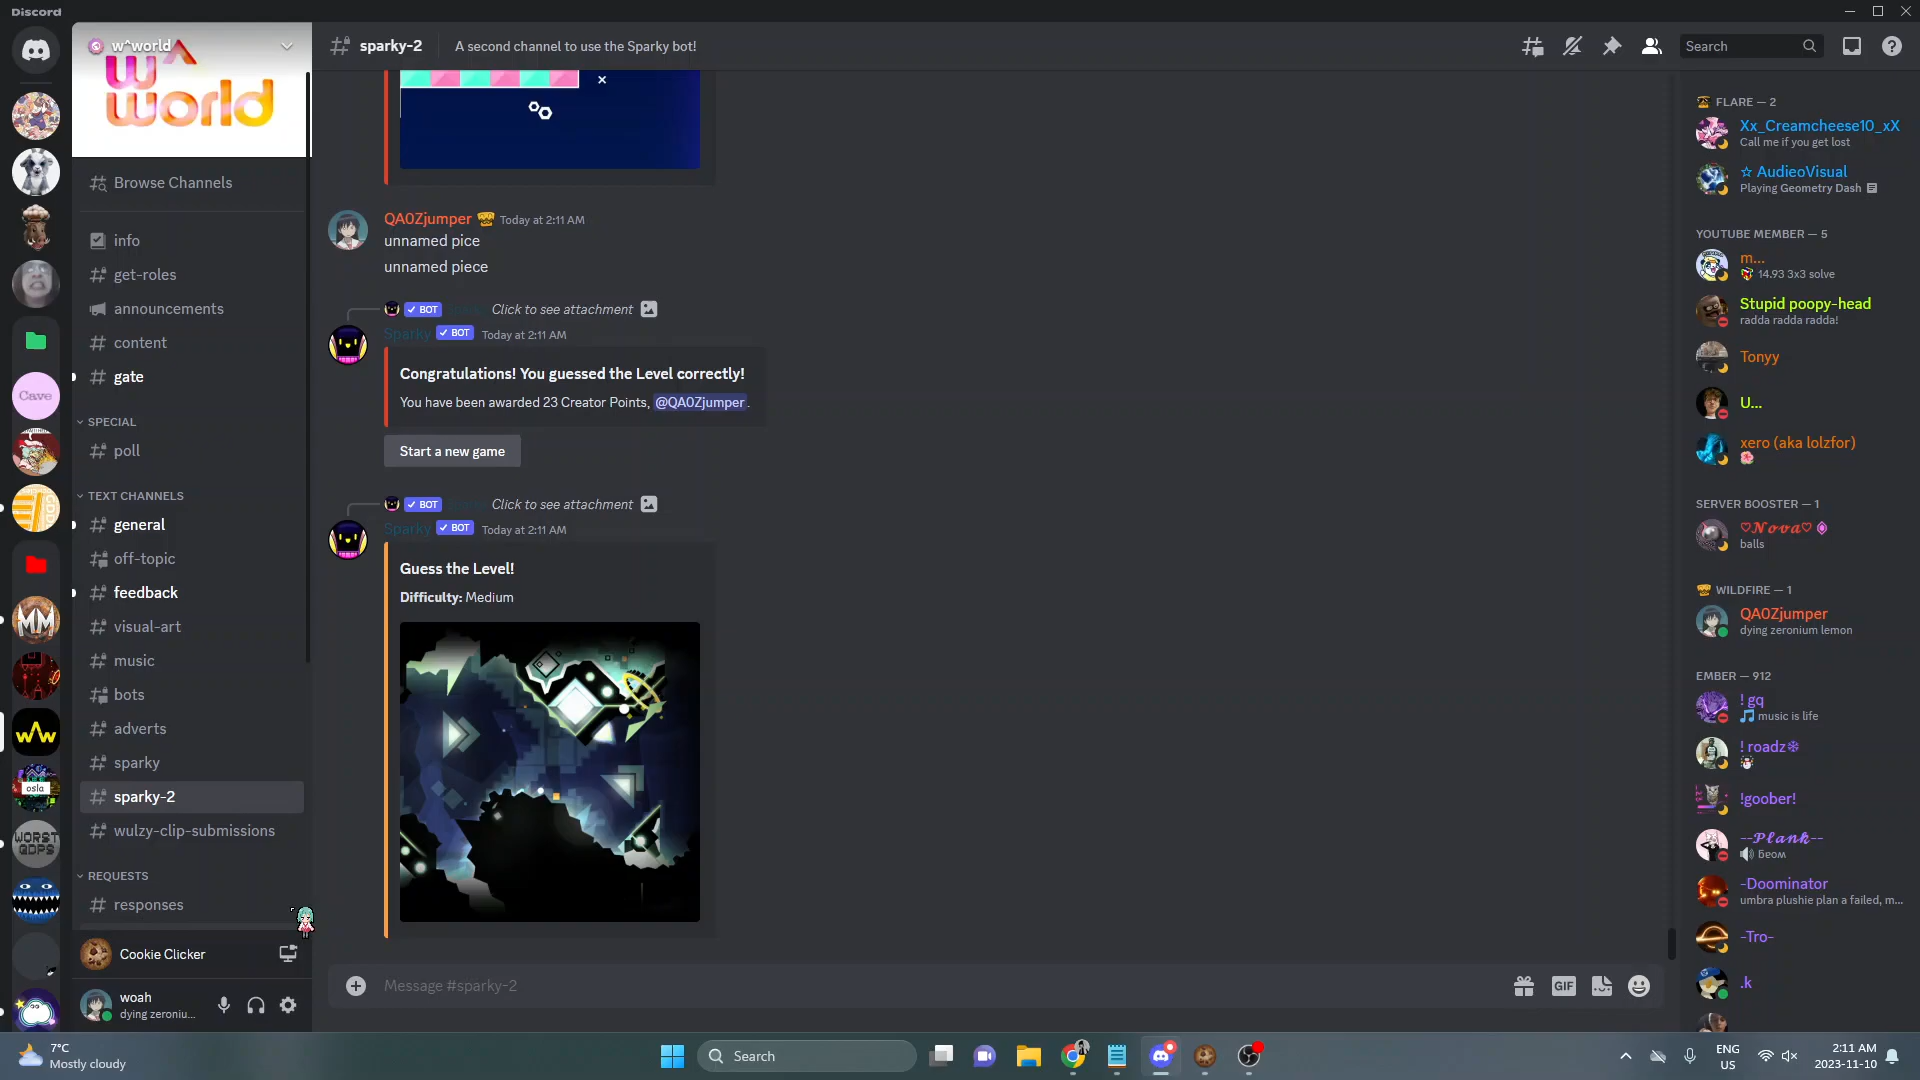 Discord
w^world
w^
world
Browse Channels
info
get-roles
announcements
content
gate
SPECIAL
poll
TEXT CHANNELS
general
off-topic
feedback
visual-art
music
bots
adverts
sparky
sparky-2
wulzy-clip-submissions
REQUESTS
responses
Cookie Clicker
woah
dying zeroniu...
Cave
MM
osla
WORST
GDPS
sparky-2
A second channel to use the Sparky bot!
Search
QA0Zjumper Today at 2:11 AM
unnamed pice
unnamed piece
BOT Click to see attachment
Sparky BOT Today at 2:11 AM
Congratulations! You guessed the Level correctly!
You have been awarded 23 Creator Points, @QA0Zjumper.
Start a new game
BOT Click to see attachment
Sparky BOT Today at 2:11 AM
Guess the Level!
Difficulty: Medium
Message #sparky-2
GIF
FLARE — 2
Xx_Creamcheese10_xX
Call me if you get lost
☆ AudieoVisual
Playing Geometry Dash
YOUTUBE MEMBER — 5
m...
14.93 3x3 solve
Stupid poopy-head
radda radda radda!
Tonyy
U...
xero (aka lolzfor)
SERVER BOOSTER — 1
♡𝓝𝓸𝓿𝓪♡
balls
WILDFIRE — 1
QA0Zjumper
dying zeronium lemon
EMBER — 912
! gq
music is life
! roadz❄
!goober!
--𝓟𝓵𝓪𝓷𝓴--
беом
-Doominator
umbra plushie plan a failed, m...
-Tro-
.k
7°C
Mostly cloudy
Search
ENG
US
2:11 AM
2023-11-10